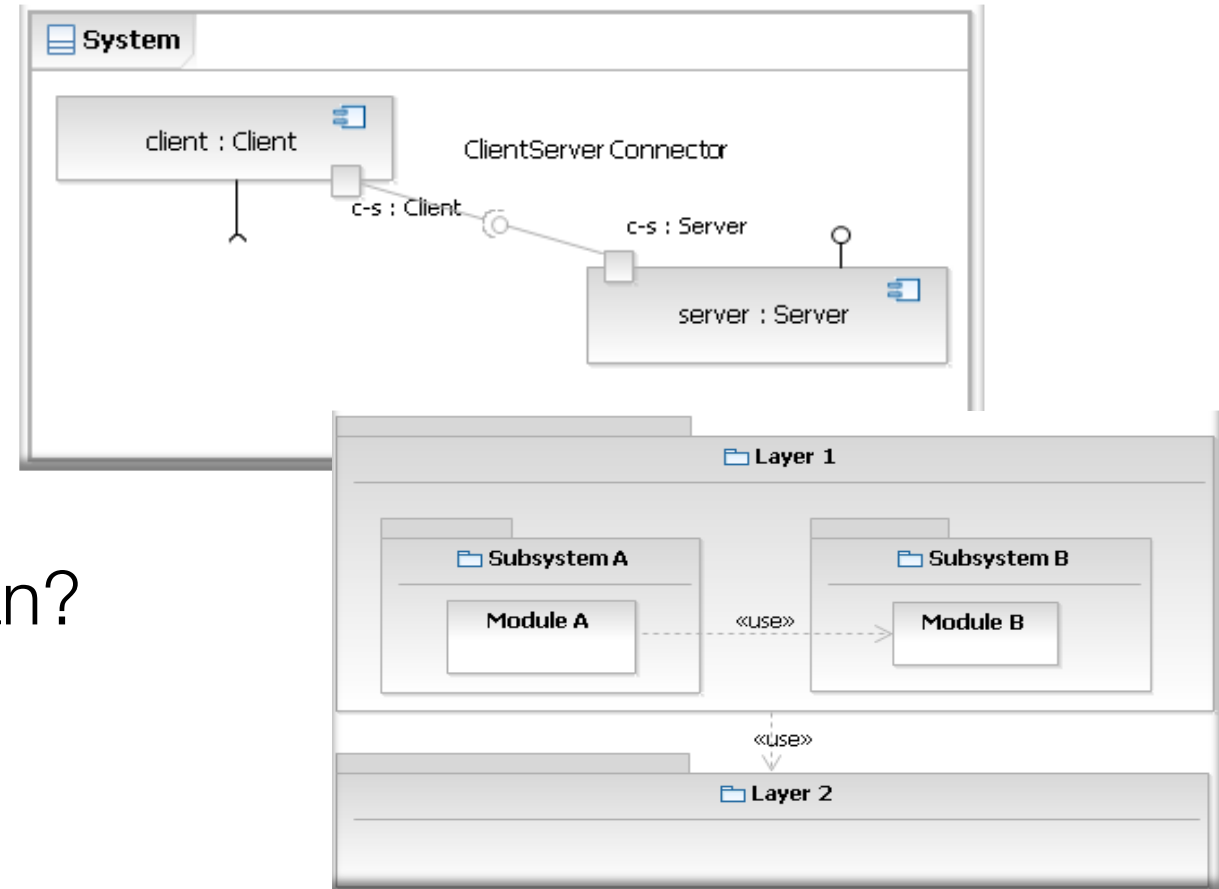 System
client : Client
ClientServer Connector
c-s : Client
c-s : Server
server : Server
Layer 1
Subsystem A
Subsystem B
Module A
«use»
Module B
«use»
Layer 2